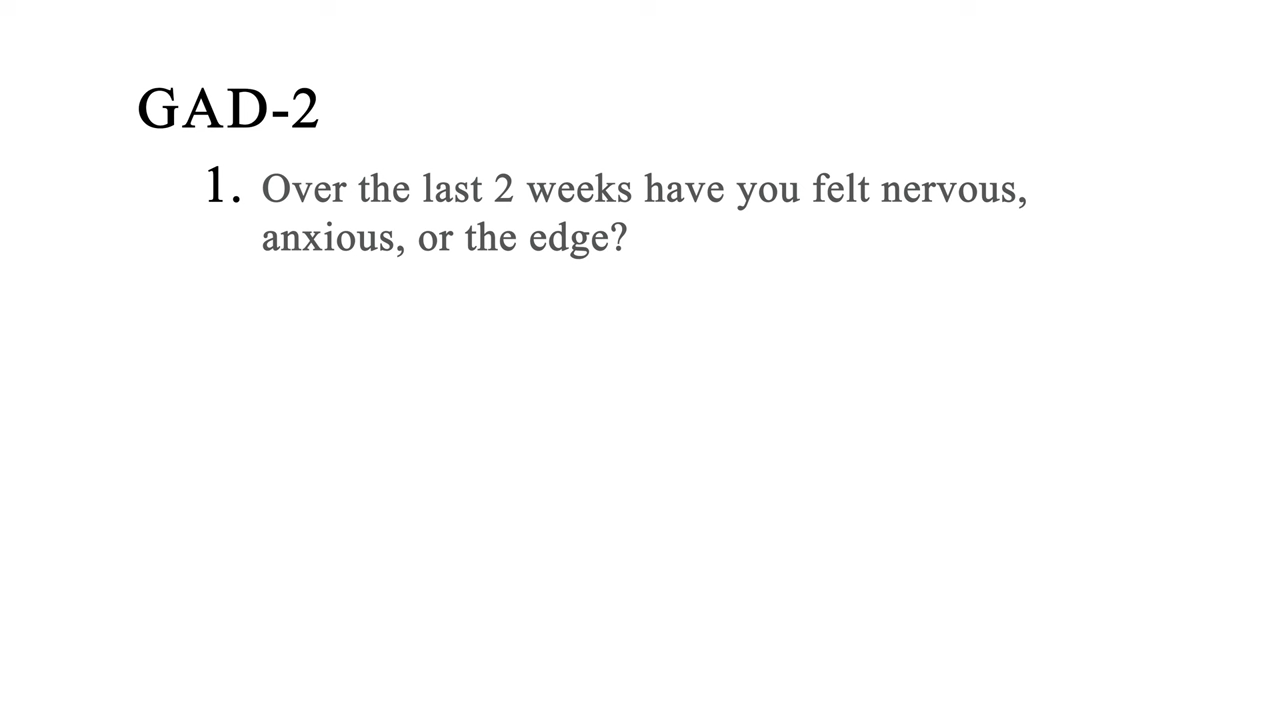 GAD-2
1. Over the last 2 weeks have you felt nervous,
anxious, or the edge?